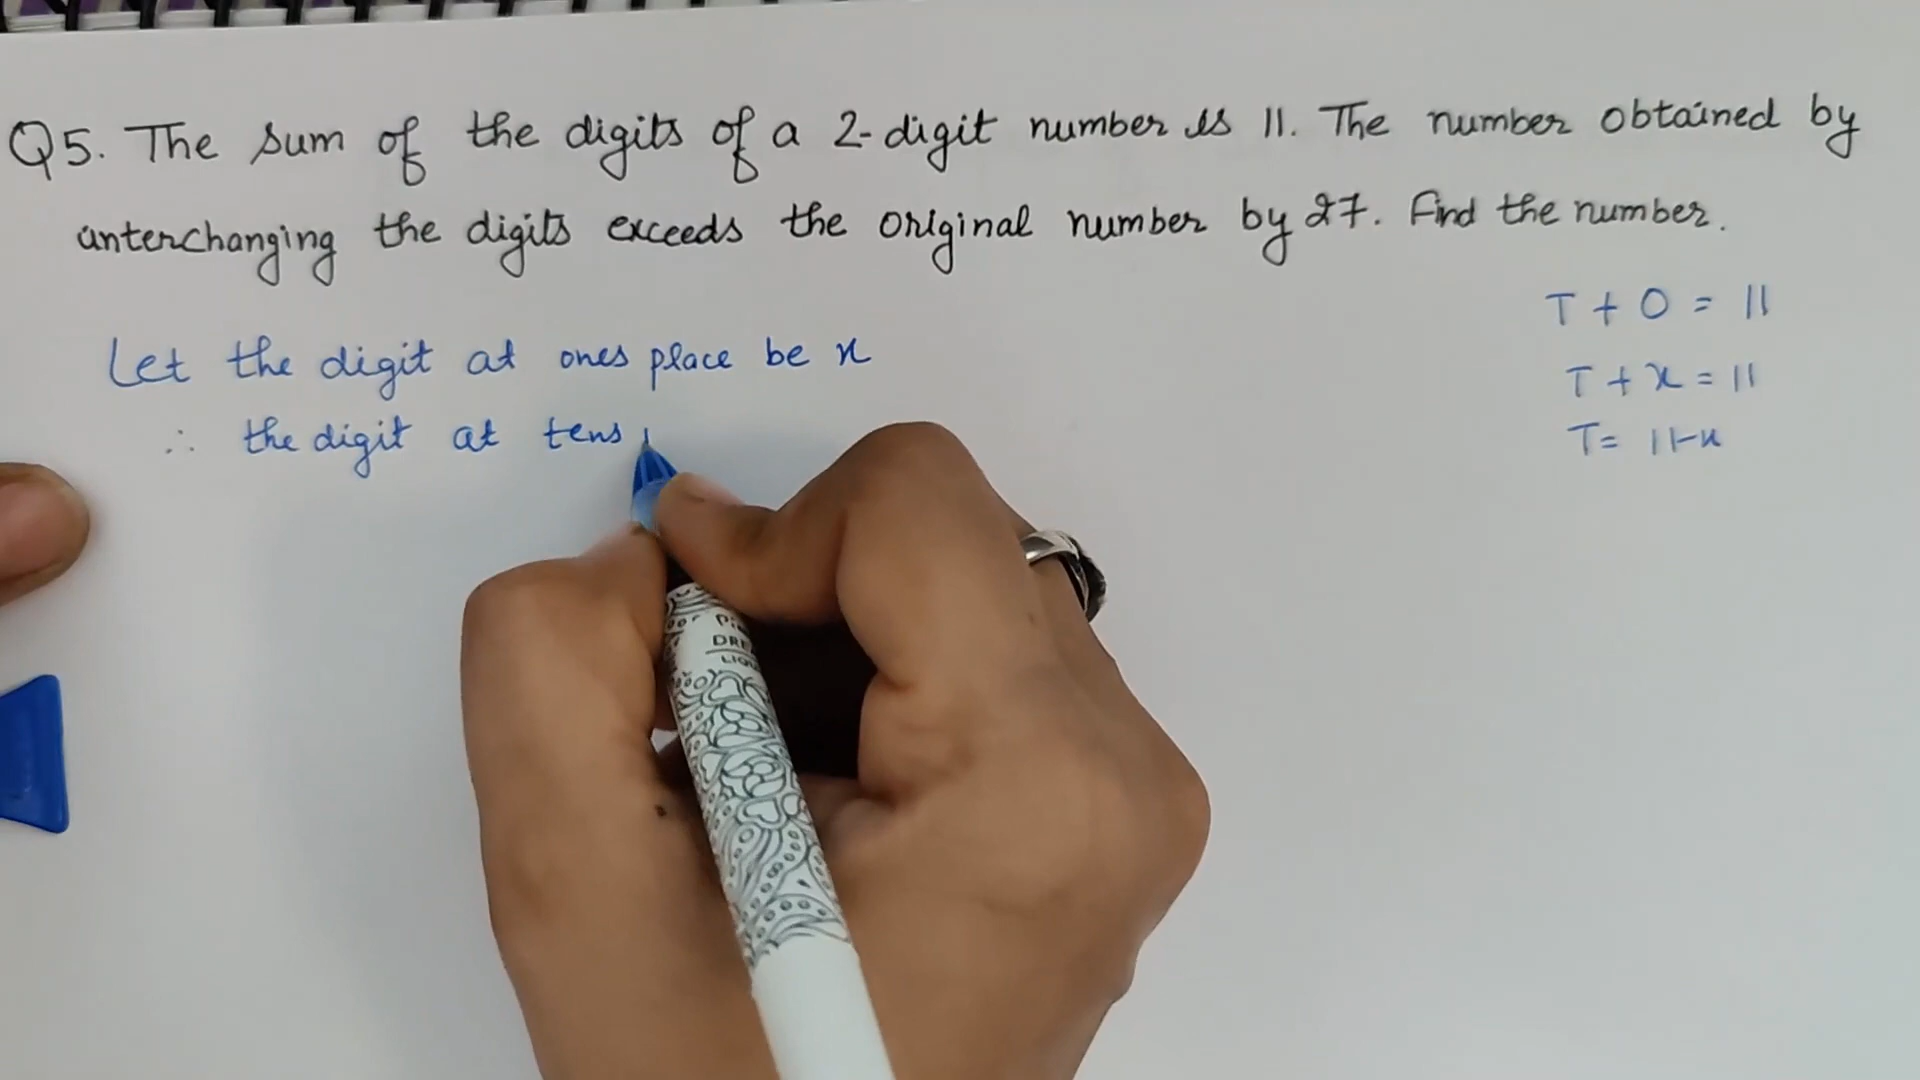 Q5. The sum of the digits of a 2-digit number is 11. The number obtained by
interchanging the digits exceeds the original number by 27. Find the number.
T + O = 11
T + x = 11
T = 11-x
Let the digit at ones place be x
∴ the digit at tens